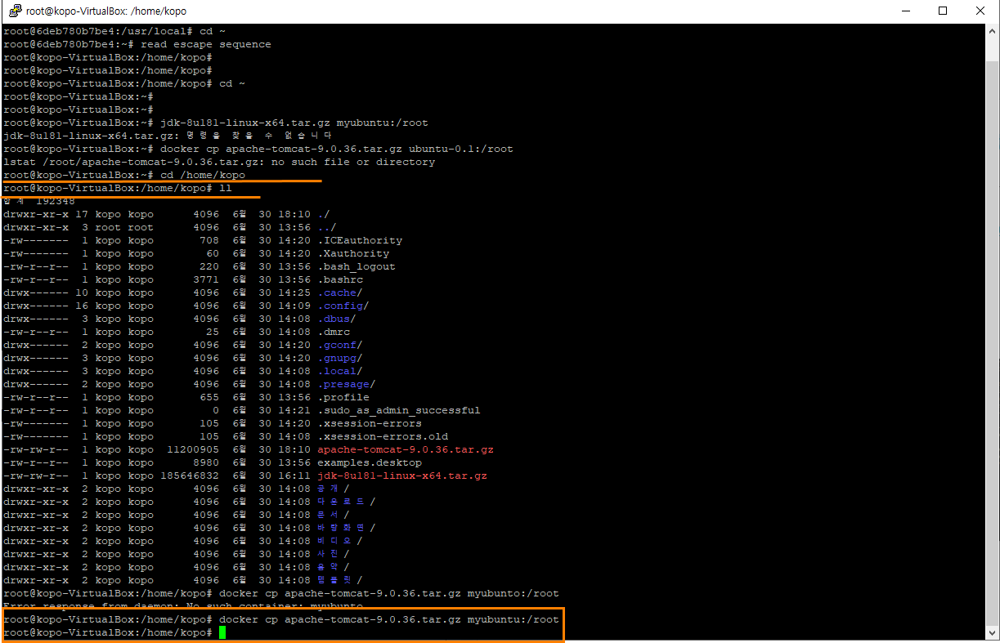 root@kopo-VirtualBox: /home/kopo
root@6deb780b7be4:/usr/local# cd ~
root@6deb780b7be4:~# read escape sequence
root@kopo-VirtualBox:/home/kopo#
root@kopo-VirtualBox:/home/kopo#
root@kopo-VirtualBox:/home/kopo# cd ~
root@kopo-VirtualBox:~#
root@kopo-VirtualBox:~#
root@kopo-VirtualBox:~# jdk-8u181-linux-x64.tar.gz myubuntu:/root
jdk-8u181-linux-x64.tar.gz: 명령을 찾을 수 없습니다
root@kopo-VirtualBox:~# docker cp apache-tomcat-9.0.36.tar.gz ubuntu-0.1:/root
lstat /root/apache-tomcat-9.0.36.tar.gz: no such file or directory
root@kopo-VirtualBox:~# cd /home/kopo
root@kopo-VirtualBox:/home/kopo# ll
합계 192348
drwxr-xr-x 17 kopo kopo 4096 6월 30 18:10 ./
drwxr-xr-x 3 root root 4096 6월 30 13:56 ../
-rw------- 1 kopo kopo 708 6월 30 14:20 .ICEauthority
-rw------- 1 kopo kopo 60 6월 30 14:20 .Xauthority
-rw-r--r-- 1 kopo kopo 220 6월 30 13:56 .bash_logout
-rw-r--r-- 1 kopo kopo 3771 6월 30 13:56 .bashrc
drwx------ 10 kopo kopo 4096 6월 30 14:25 .cache/
drwx------ 16 kopo kopo 4096 6월 30 14:09 .config/
drwx------ 3 kopo kopo 4096 6월 30 14:08 .dbus/
-rw-r--r-- 1 kopo kopo 25 6월 30 14:08 .dmrc
drwx------ 2 kopo kopo 4096 6월 30 14:20 .gconf/
drwx------ 3 kopo kopo 4096 6월 30 14:20 .gnupg/
drwx------ 3 kopo kopo 4096 6월 30 14:08 .local/
drwx------ 2 kopo kopo 4096 6월 30 14:08 .presage/
-rw-r--r-- 1 kopo kopo 655 6월 30 13:56 .profile
-rw-r--r-- 1 kopo kopo 0 6월 30 14:21 .sudo_as_admin_successful
-rw------- 1 kopo kopo 105 6월 30 14:20 .xsession-errors
-rw------- 1 kopo kopo 105 6월 30 14:08 .xsession-errors.old
-rw-rw-r-- 1 kopo kopo 11200905 6월 30 18:10 apache-tomcat-9.0.36.tar.gz
-rw-r--r-- 1 kopo kopo 8980 6월 30 13:56 examples.desktop
-rw-rw-r-- 1 kopo kopo 185646832 6월 30 16:11 jdk-8u181-linux-x64.tar.gz
drwxr-xr-x 2 kopo kopo 4096 6월 30 14:08 공개/
drwxr-xr-x 2 kopo kopo 4096 6월 30 14:08 다운로드/
drwxr-xr-x 2 kopo kopo 4096 6월 30 14:08 문서/
drwxr-xr-x 2 kopo kopo 4096 6월 30 14:08 바탕화면/
drwxr-xr-x 2 kopo kopo 4096 6월 30 14:08 비디오/
drwxr-xr-x 2 kopo kopo 4096 6월 30 14:08 사진/
drwxr-xr-x 2 kopo kopo 4096 6월 30 14:08 음악/
drwxr-xr-x 2 kopo kopo 4096 6월 30 14:08 템플릿/
root@kopo-VirtualBox:/home/kopo# docker cp apache-tomcat-9.0.36.tar.gz myubunto:/root
Error response from daemon: No such container: myubunto
root@kopo-VirtualBox:/home/kopo# docker cp apache-tomcat-9.0.36.tar.gz myubuntu:/root
root@kopo-VirtualBox:/home/kopo#